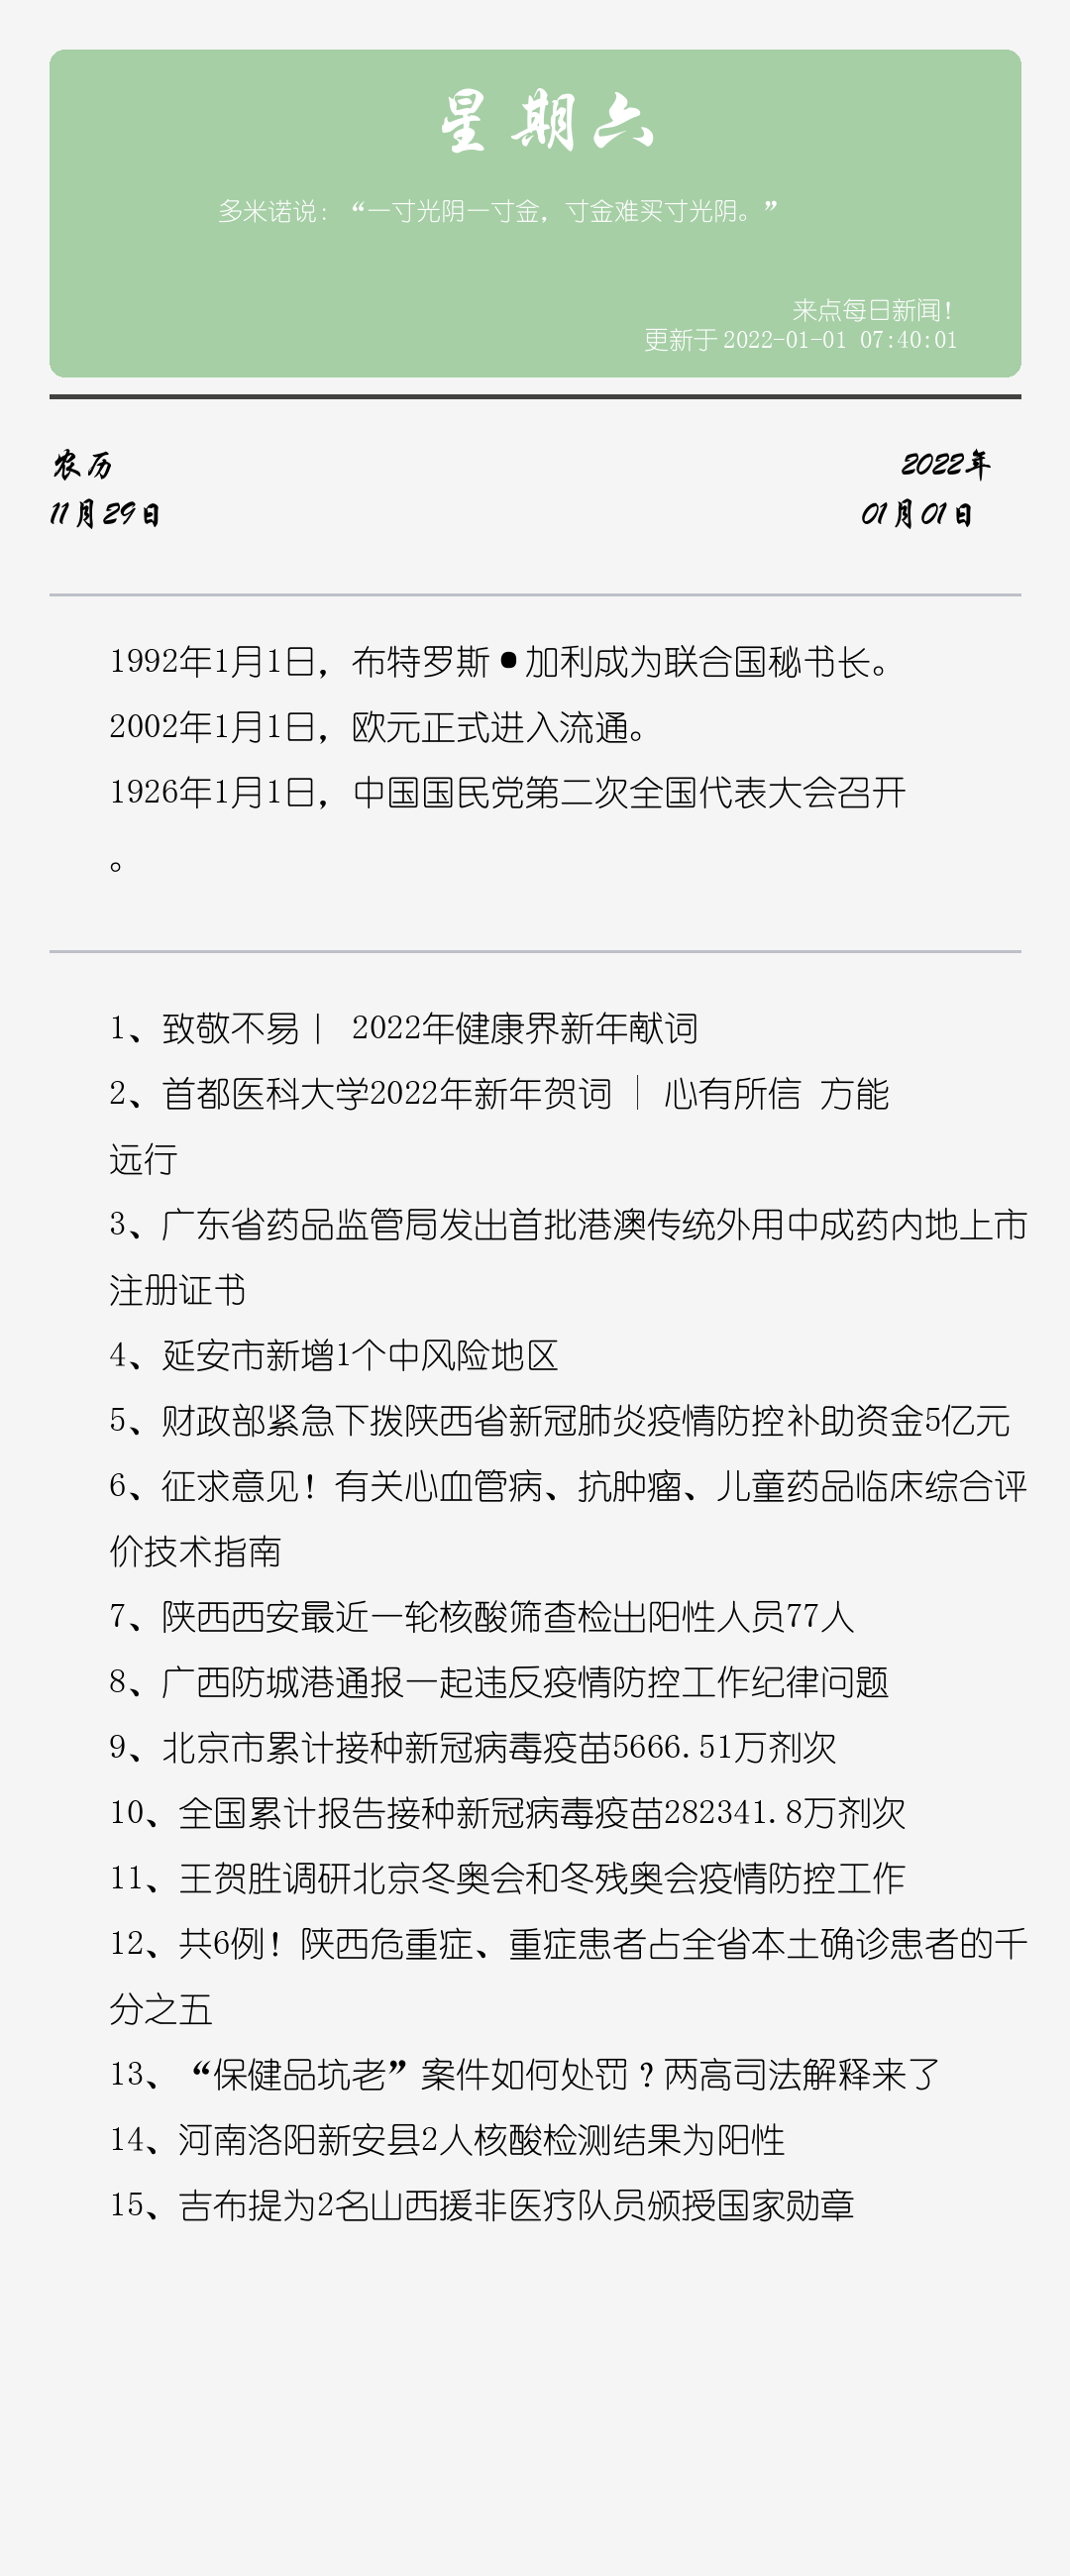 星期六
多米诺说：“一寸光阴一寸金，寸金难买寸光阴。”
来点每日新闻！
更新于2022-01-01 07:40:01
农历
2022年
11月29日
01月01日
1992年1月1日，布特罗斯•加利成为联合国秘书长。
2002年1月1日，欧元正式进入流通。
1926年1月1日，中国国民党第二次全国代表大会召开
。
1、致敬不易丨 2022年健康界新年献词
2、首都医科大学2022年新年贺词 │ 心有所信 方能
远行
3、广东省药品监管局发出首批港澳传统外用中成药内地上市
注册证书
4、延安市新增1个中风险地区
5、财政部紧急下拨陕西省新冠肺炎疫情防控补助资金5亿元
6、征求意见！有关心血管病、抗肿瘤、儿童药品临床综合评
价技术指南
7、陕西西安最近一轮核酸筛查检出阳性人员77人
8、广西防城港通报一起违反疫情防控工作纪律问题
9、北京市累计接种新冠病毒疫苗5666.51万剂次
10、全国累计报告接种新冠病毒疫苗282341.8万剂次
11、王贺胜调研北京冬奥会和冬残奥会疫情防控工作
12、共6例！陕西危重症、重症患者占全省本土确诊患者的千
分之五
13、“保健品坑老”案件如何处罚？两高司法解释来了
14、河南洛阳新安县2人核酸检测结果为阳性
15、吉布提为2名山西援非医疗队员颁授国家勋章